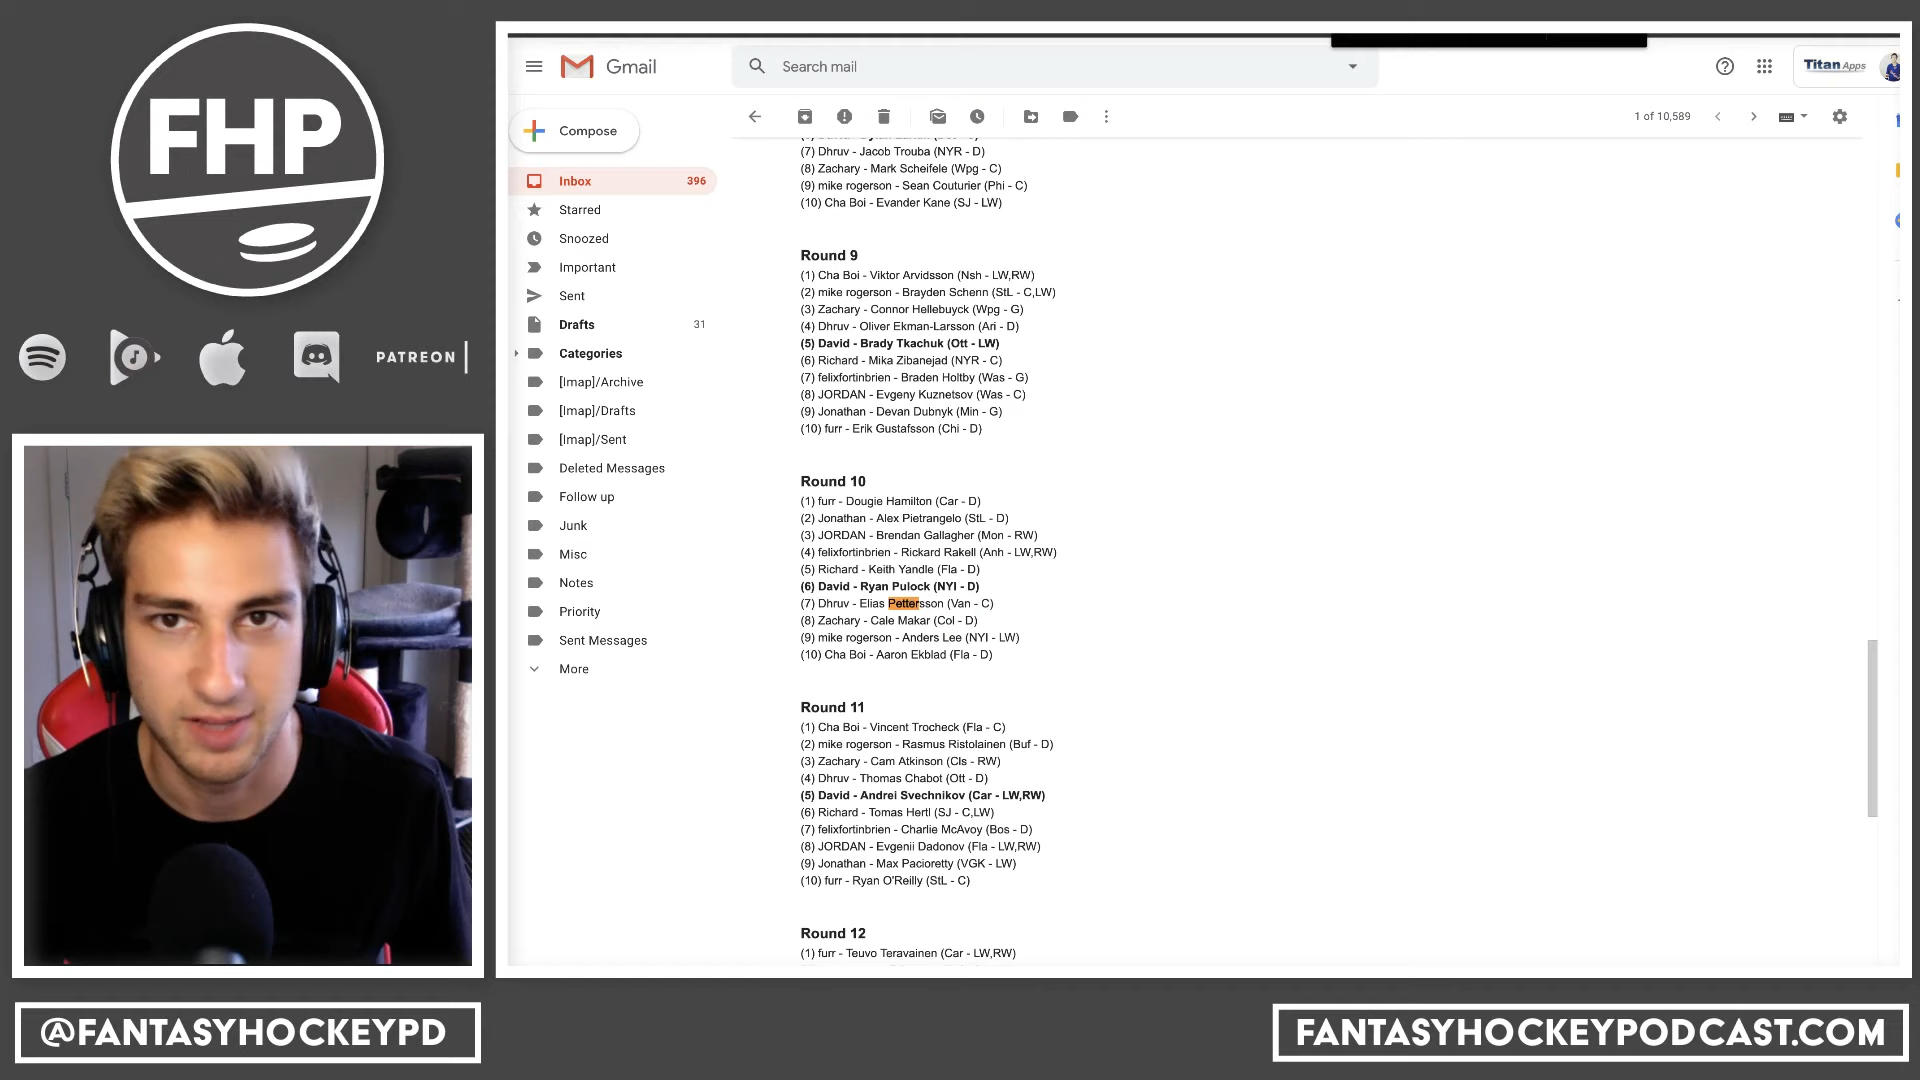 FHP
PATREON
@FANTASYHOCKEYPD
Gmail
Search mail
Titan Apps
Compose
1 of 10,589
Inbox 396
Starred
Snoozed
Important
Sent
Drafts 31
Categories
[Imap]/Archive
[Imap]/Drafts
[Imap]/Sent
Deleted Messages
Follow up
Junk
Misc
Notes
Priority
Sent Messages
More
(7) Dhruv - Jacob Trouba (NYR - D)
(8) Zachary - Mark Scheifele (Wpg - C)
(9) mike rogerson - Sean Couturier (Phi - C)
(10) Cha Boi - Evander Kane (SJ - LW)
Round 9
(1) Cha Boi - Viktor Arvidsson (Nsh - LW,RW)
(2) mike rogerson - Brayden Schenn (StL - C,LW)
(3) Zachary - Connor Hellebuyck (Wpg - G)
(4) Dhruv - Oliver Ekman-Larsson (Ari - D)
(5) David - Brady Tkachuk (Ott - LW)
(6) Richard - Mika Zibanejad (NYR - C)
(7) felixfortinbrien - Braden Holtby (Was - G)
(8) JORDAN - Evgeny Kuznetsov (Was - C)
(9) Jonathan - Devan Dubnyk (Min - G)
(10) furr - Erik Gustafsson (Chi - D)
Round 10
(1) furr - Dougie Hamilton (Car - D)
(2) Jonathan - Alex Pietrangelo (StL - D)
(3) JORDAN - Brendan Gallagher (Mon - RW)
(4) felixfortinbrien - Rickard Rakell (Anh - LW,RW)
(5) Richard - Keith Yandle (Fla - D)
(6) David - Ryan Pulock (NYI - D)
(7) Dhruv - Elias Pettersson (Van - C)
(8) Zachary - Cale Makar (Col - D)
(9) mike rogerson - Anders Lee (NYI - LW)
(10) Cha Boi - Aaron Ekblad (Fla - D)
Round 11
(1) Cha Boi - Vincent Trocheck (Fla - C)
(2) mike rogerson - Rasmus Ristolainen (Buf - D)
(3) Zachary - Cam Atkinson (Cls - RW)
(4) Dhruv - Thomas Chabot (Ott - D)
(5) David - Andrei Svechnikov (Car - LW,RW)
(6) Richard - Tomas Hertl (SJ - C,LW)
(7) felixfortinbrien - Charlie McAvoy (Bos - D)
(8) JORDAN - Evgenii Dadonov (Fla - LW,RW)
(9) Jonathan - Max Pacioretty (VGK - LW)
(10) furr - Ryan O'Reilly (StL - C)
Round 12
(1) furr - Teuvo Teravainen (Car - LW,RW)
FANTASYHOCKEYPODCAST.COM